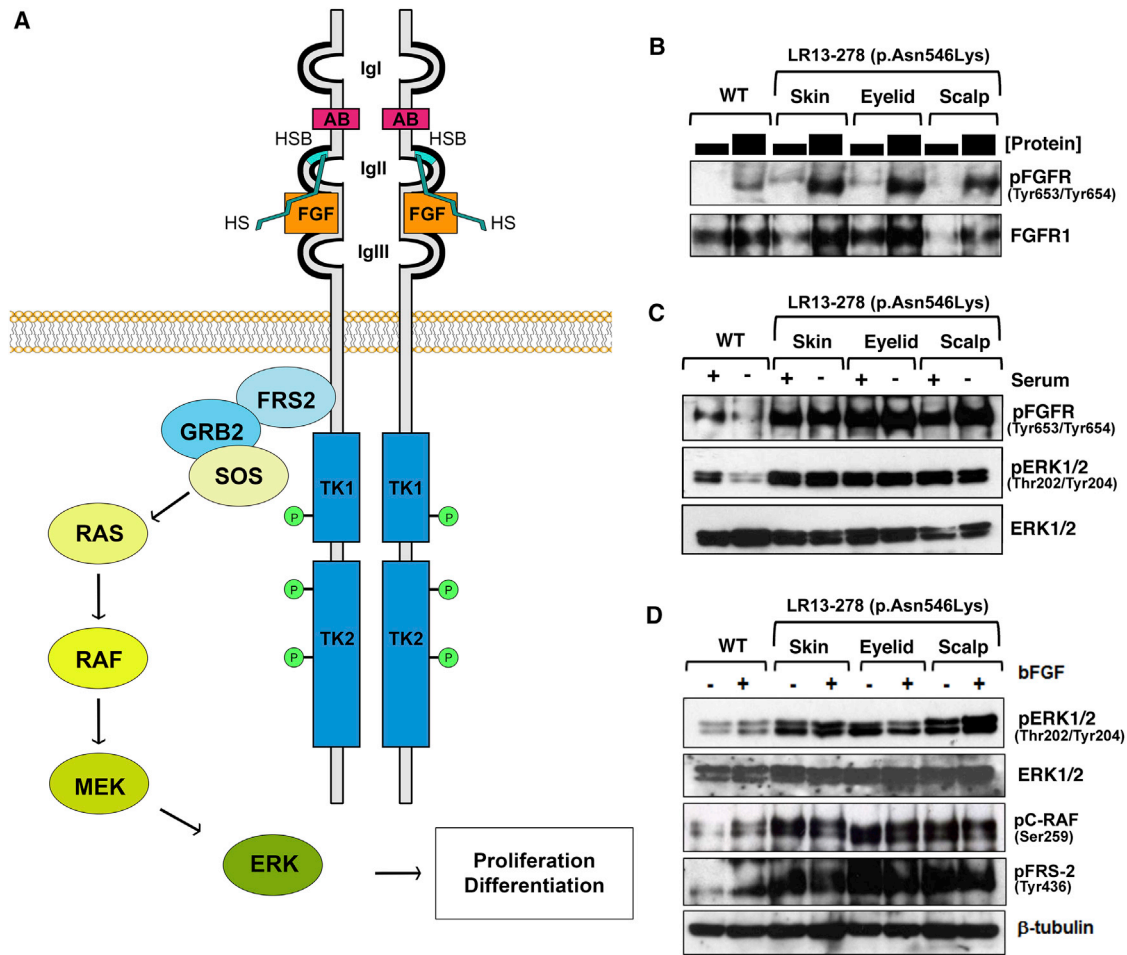 A
IgI
AB AB
HSB HSB
IgII
FGF FGF
HS HS
IgIII
FRS2
GRB2
SOS
TK1 TK1
P P
RAS
P P
RAF
TK2 TK2
P P
MEK
ERK
Proliferation
Differentiation
B
LR13-278 (p.Asn546Lys)
WT Skin Eyelid Scalp
[Protein]
pFGFR
(Tyr653/Tyr654)
FGFR1
C
LR13-278 (p.Asn546Lys)
WT Skin Eyelid Scalp
+ - + - + - + - Serum
pFGFR
(Tyr653/Tyr654)
pERK1/2
(Thr202/Tyr204)
ERK1/2
D
LR13-278 (p.Asn546Lys)
WT Skin Eyelid Scalp
- + - + - + - + bFGF
pERK1/2
(Thr202/Tyr204)
ERK1/2
pC-RAF
(Ser259)
pFRS-2
(Tyr436)
β-tubulin